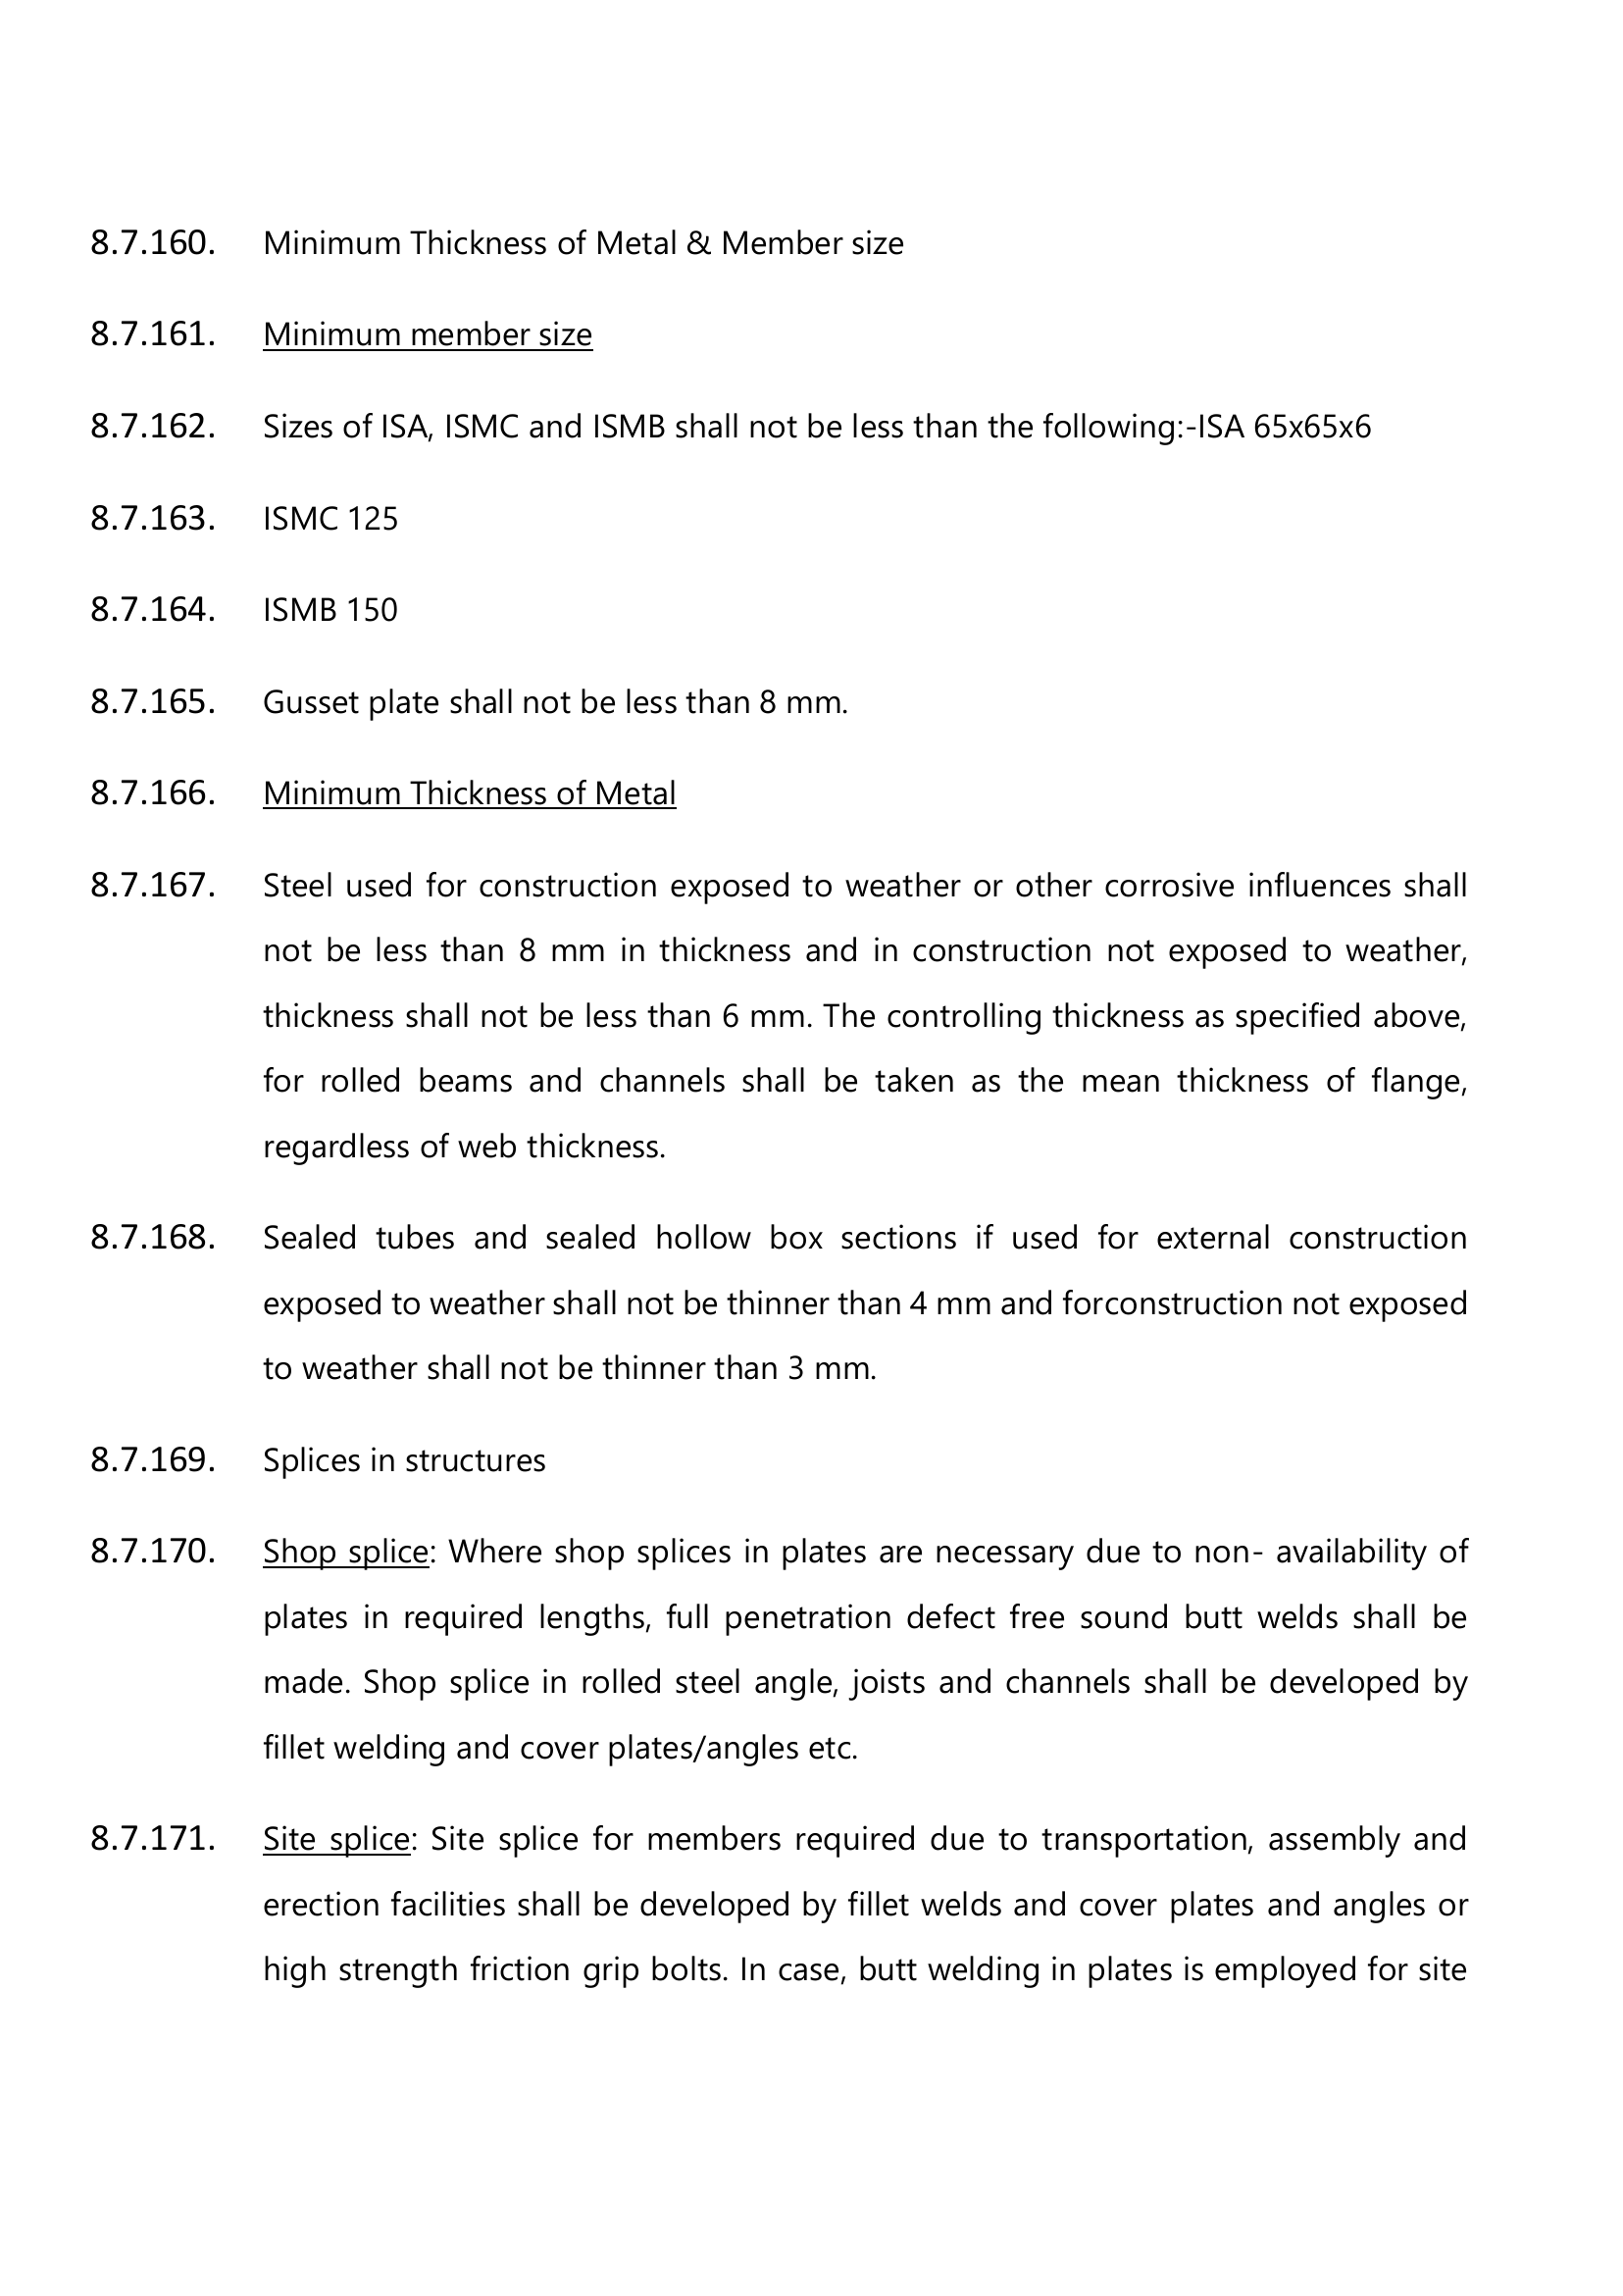 8.7.160. Minimum Thickness of Metal & Member size
8.7.161. Minimum member size
8.7.162. Sizes of ISA, ISMC and ISMB shall not be less than the following:-ISA 65x65x6
8.7.163. ISMC 125
8.7.164. ISMB 150
8.7.165. Gusset plate shall not be less than 8 mm.
8.7.166. Minimum Thickness of Metal
8.7.167. Steel used for construction exposed to weather or other corrosive influences shall
not be less than 8 mm in thickness and in construction not exposed to weather,
thickness shall not be less than 6 mm. The controlling thickness as specified above,
for rolled beams and channels shall be taken as the mean thickness of flange,
regardless of web thickness.
8.7.168. Sealed tubes and sealed hollow box sections if used for external construction
exposed to weather shall not be thinner than 4 mm and forconstruction not exposed
to weather shall not be thinner than 3 mm.
8.7.169. Splices in structures
8.7.170. Shop splice: Where shop splices in plates are necessary due to non- availability of
plates in required lengths, full penetration defect free sound butt welds shall be
made. Shop splice in rolled steel angle, joists and channels shall be developed by
fillet welding and cover plates/angles etc.
8.7.171. Site splice: Site splice for members required due to transportation, assembly and
erection facilities shall be developed by fillet welds and cover plates and angles or
high strength friction grip bolts. In case, butt welding in plates is employed for site